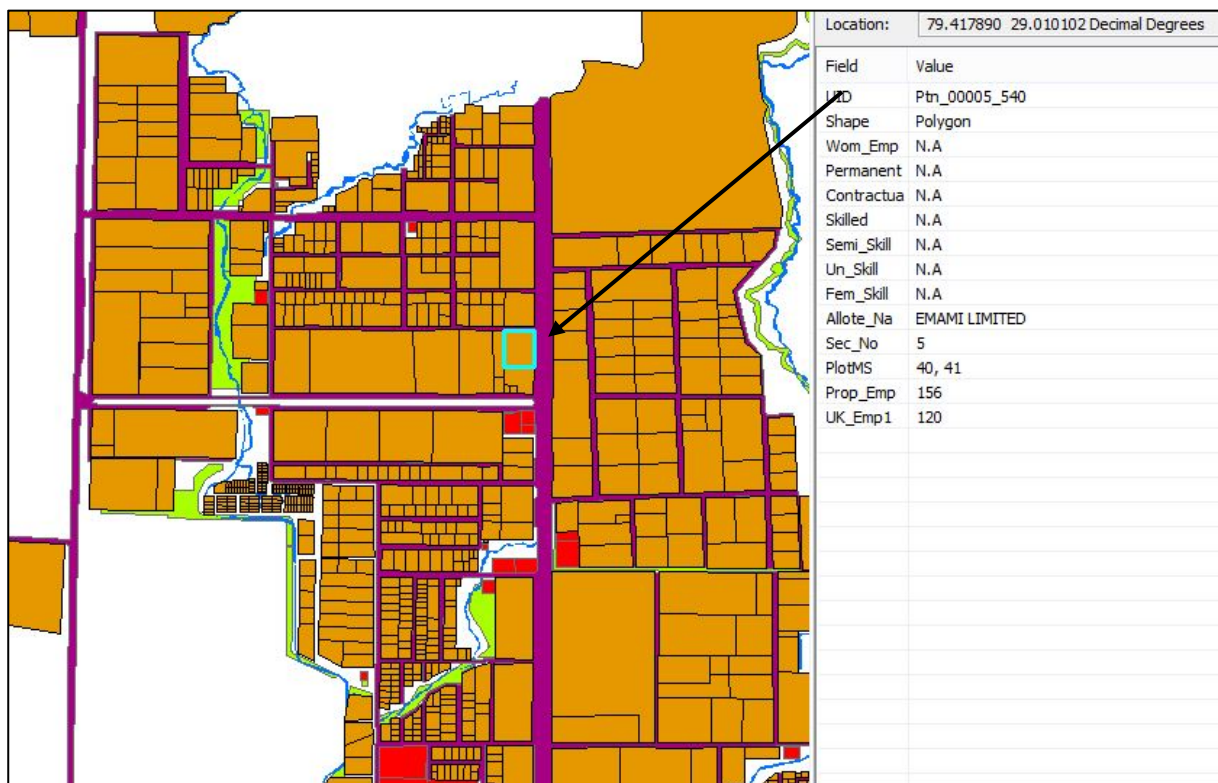 Location: 79.417890 29.010102 Decimal Degrees
Field Value
UID Ptn_00005_540
Shape Polygon
Wom_Emp N.A
Permanent N.A
Contractua N.A
Skilled N.A
Semi_Skill N.A
Un_Skill N.A
Fem_Skill N.A
Allote_Na EMAMI LIMITED
Sec_No 5
PlotMS 40, 41
Prop_Emp 156
UK_Emp1 120